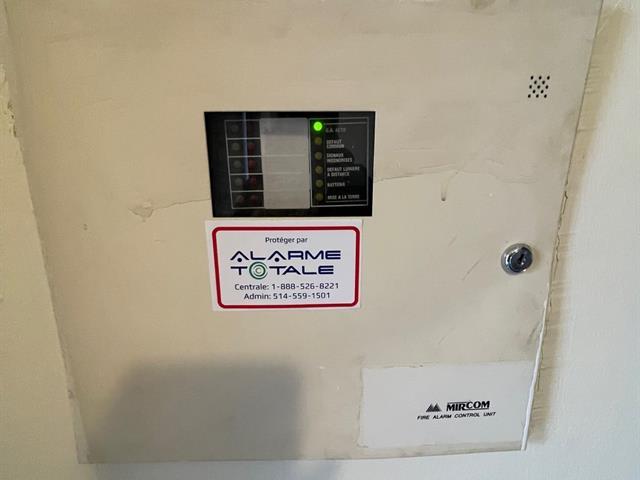 C.A. ACTIF
DEFAUT
COMMUN
SIGNAUX
INSONORISES
DEFAUT LUMIERE
A DISTANCE
BATTERIE
MISE A LA TERRE
Protéger par
ALARME
TOTALE
Centrale: 1-888-526-8221
Admin: 514-559-1501
MIRCOM
FIRE ALARM CONTROL UNIT